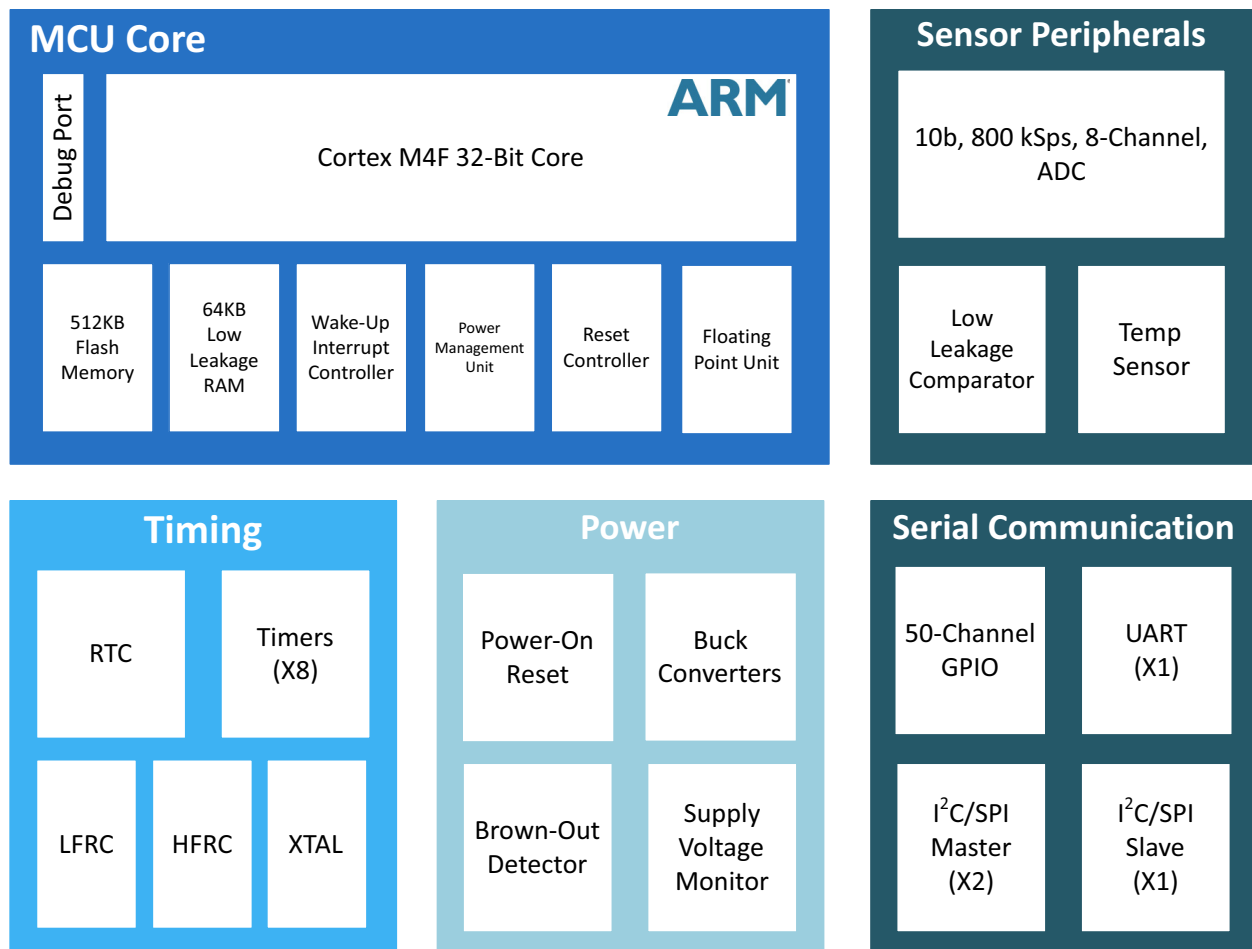 MCU Core
Debug Port
ARM
Cortex M4F 32-Bit Core
512KB
Flash
Memory
64KB
Low
Leakage
RAM
Wake-Up
Interrupt
Controller
Power
Management
Unit
Reset
Controller
Floating
Point Unit
Sensor Peripherals
10b, 800 kSps, 8-Channel,
ADC
Low
Leakage
Comparator
Temp
Sensor
Timing
RTC
Timers
(X8)
LFRC
HFRC
XTAL
Power
Power-On
Reset
Buck
Converters
Brown-Out
Detector
Supply
Voltage
Monitor
Serial Communication
50-Channel
GPIO
UART
(X1)
I²C/SPI
Master
(X2)
I²C/SPI
Slave
(X1)